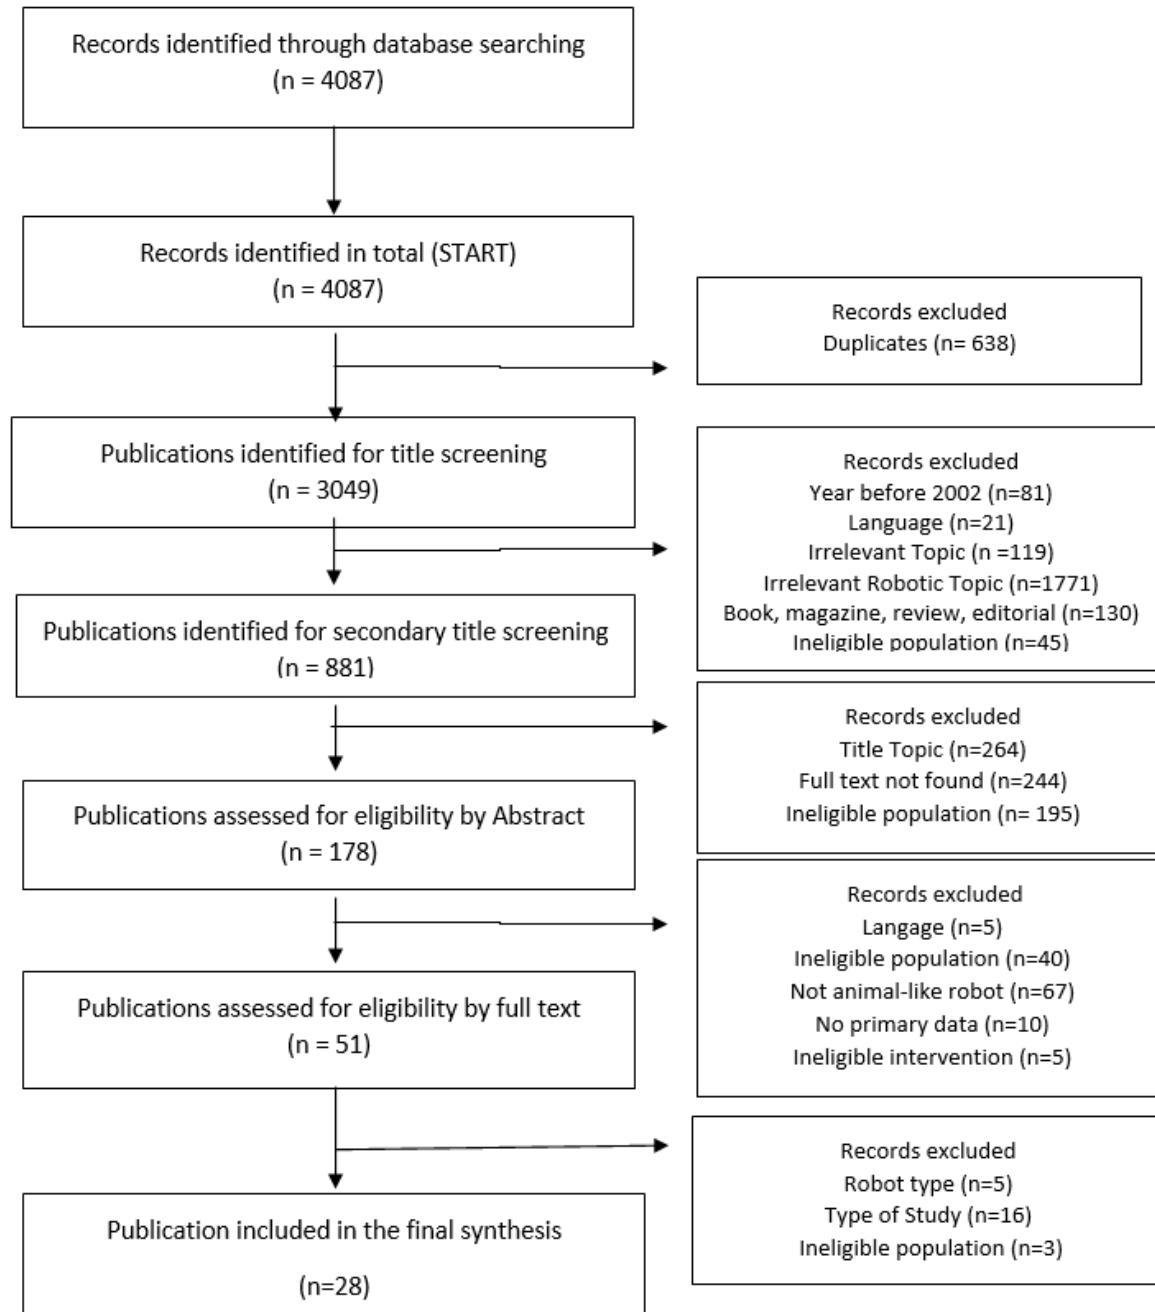 Records identified through database searching
(n = 4087)
Records identified in total (START)
(n = 4087)
Records excluded
Duplicates (n= 638)
Publications identified for title screening
(n = 3049)
Records excluded
Year before 2002 (n=81)
Language (n=21)
Irrelevant Topic (n =119)
Irrelevant Robotic Topic (n=1771)
Book, magazine, review, editorial (n=130)
Ineligible population (n=45)
Publications identified for secondary title screening
(n = 881)
Records excluded
Title Topic (n=264)
Full text not found (n=244)
Ineligible population (n= 195)
Publications assessed for eligibility by Abstract
(n = 178)
Records excluded
Langage (n=5)
Ineligible population (n=40)
Not animal-like robot (n=67)
No primary data (n=10)
Ineligible intervention (n=5)
Publications assessed for eligibility by full text
(n = 51)
Records excluded
Robot type (n=5)
Type of Study (n=16)
Ineligible population (n=3)
Publication included in the final synthesis
(n=28)